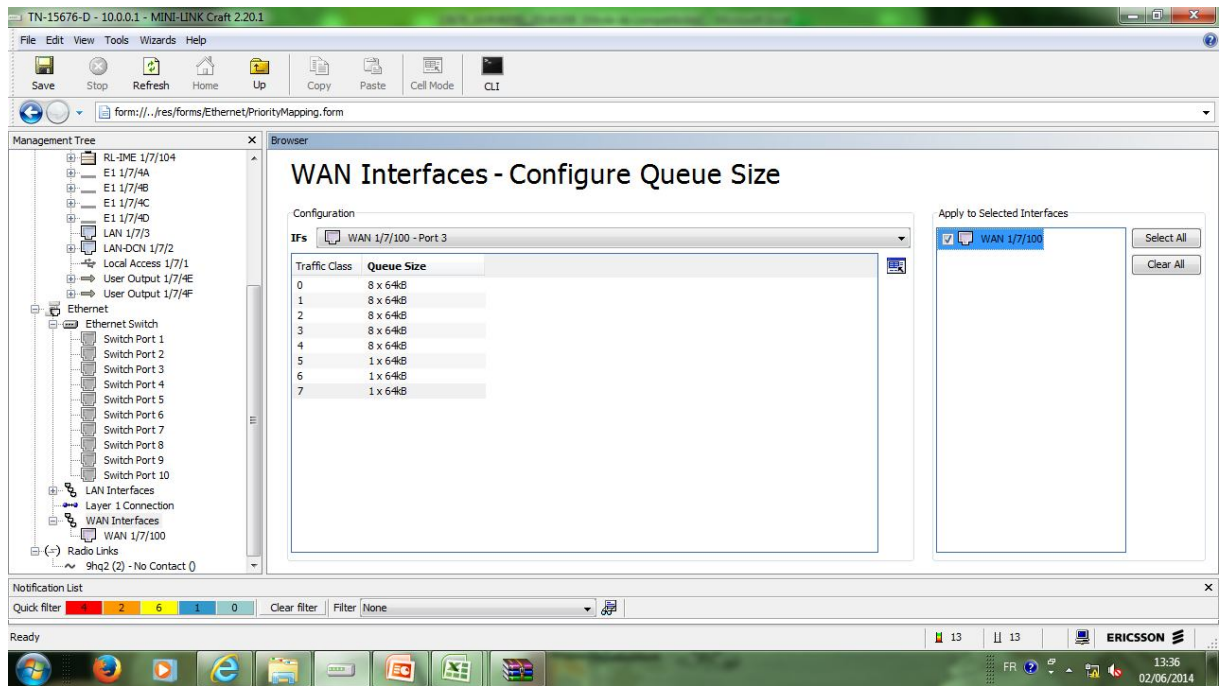 TN-15676-D - 10.0.0.1 - MINI-LINK Craft 2.20.1
File Edit View Tools Wizards Help
Save Stop Refresh Home Up Copy Paste Cell Mode CLI
form://../res/forms/Ethernet/PriorityMapping.form
Management Tree
RL-IME 1/7/104
E1 1/7/4A
E1 1/7/4B
E1 1/7/4C
E1 1/7/4D
LAN 1/7/3
LAN-DCN 1/7/2
Local Access 1/7/1
User Output 1/7/4E
User Output 1/7/4F
Ethernet
Ethernet Switch
Switch Port 1
Switch Port 2
Switch Port 3
Switch Port 4
Switch Port 5
Switch Port 6
Switch Port 7
Switch Port 8
Switch Port 9
Switch Port 10
LAN Interfaces
Layer 1 Connection
WAN Interfaces
WAN 1/7/100
Radio Links
9hq2 (2) - No Contact ()
Browser
WAN Interfaces - Configure Queue Size
Configuration
IFs WAN 1/7/100 - Port 3
Traffic Class Queue Size
0 8 x 64kB
1 8 x 64kB
2 8 x 64kB
3 8 x 64kB
4 8 x 64kB
5 1 x 64kB
6 1 x 64kB
7 1 x 64kB
Apply to Selected Interfaces
WAN 1/7/100
Select All
Clear All
Notification List
Quick filter 4 2 6 1 0 Clear filter Filter None
Ready
13 13 ERICSSON
FR 13:36
02/06/2014